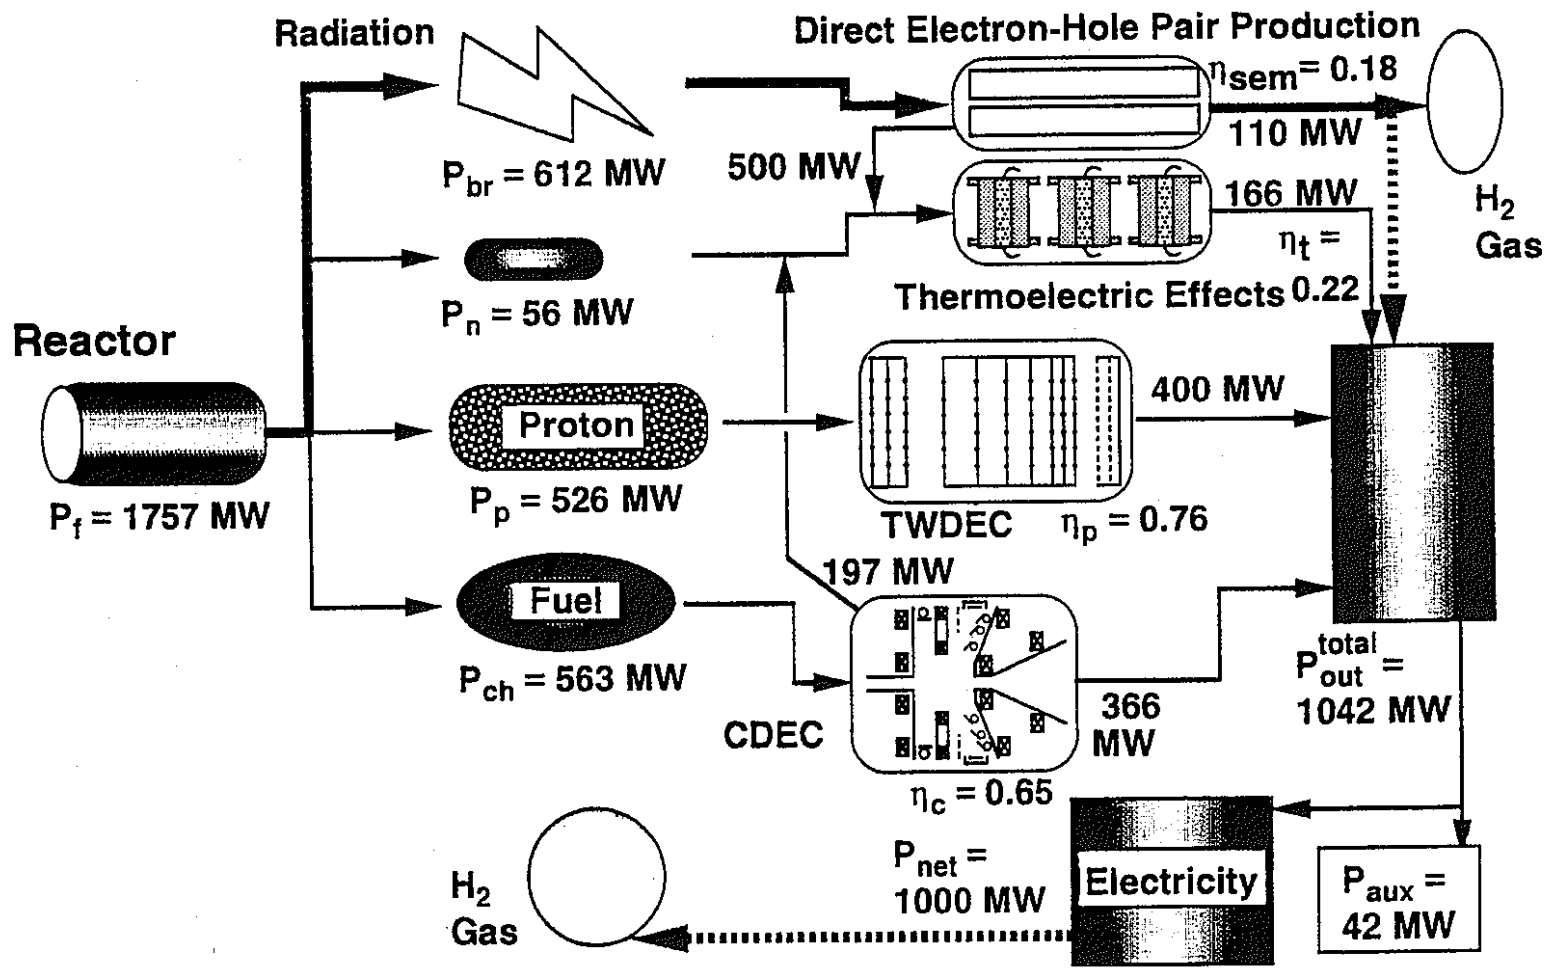 Radiation
Direct Electron-Hole Pair Production
ηsem= 0.18
110 MW
Pbr = 612 MW
500 MW
166 MW
H2
Gas
ηt =
0.22
Thermoelectric Effects
Pn = 56 MW
Reactor
Proton
400 MW
Pf = 1757 MW
Pp = 526 MW
TWDEC
ηp = 0.76
197 MW
Fuel
Pch = 563 MW
CDEC
366
MW
Pout total =
1042 MW
ηc = 0.65
Pnet =
1000 MW
Electricity
Paux =
42 MW
H2
Gas